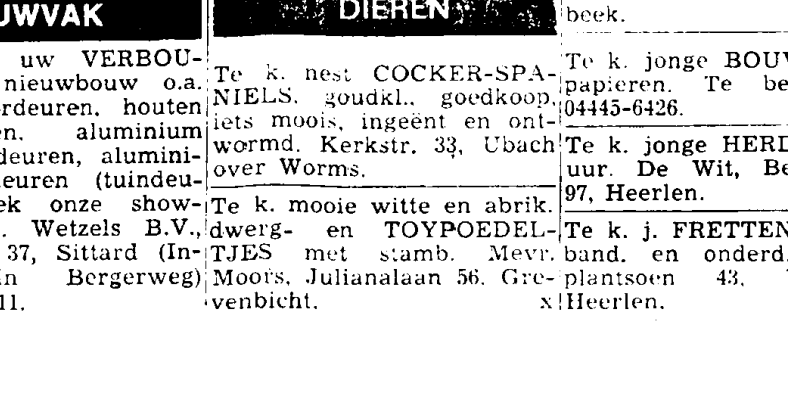 UWVAK
uw VERBOU-
nieuwbouw o.a.
rdeuren, houten
en, aluminium
deuren, alumini-
euren (tuindeu-
ek onze show-
. Wetzels B.V.,
37, Sittard (In-
in Bergerweg)
11.
DIEREN
Te k. nest COCKER-SPA-
NIELS, goudkl., goedkoop,
iets moois, ingeënt en ont-
wormd. Kerkstr. 33, Ubach
over Worms.
Te k. mooie witte en abrik.
dwerg- en TOYPOEDEL-
TJES met stamb. Mevr.
Moors, Julianalaan 56. Gre-
venbicht. x
beek.
Te k. jonge BOUV
papieren. Te be
04445-6426.
Te k. jonge HERD
uur. De Wit, Be
97, Heerlen.
Te k. j. FRETTEN
band. en onderd.
plantsoen 43,
Heerlen.